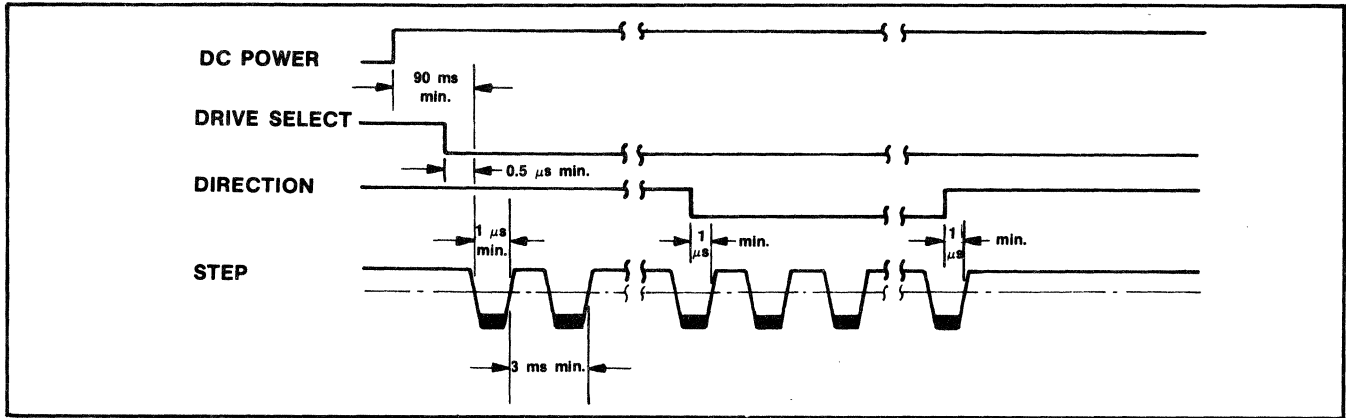 DC POWER
90 ms
min.
DRIVE SELECT
0.5 μs min.
DIRECTION
1 μs
min.
1
μs
min.
1
μs
min.
STEP
3 ms min.